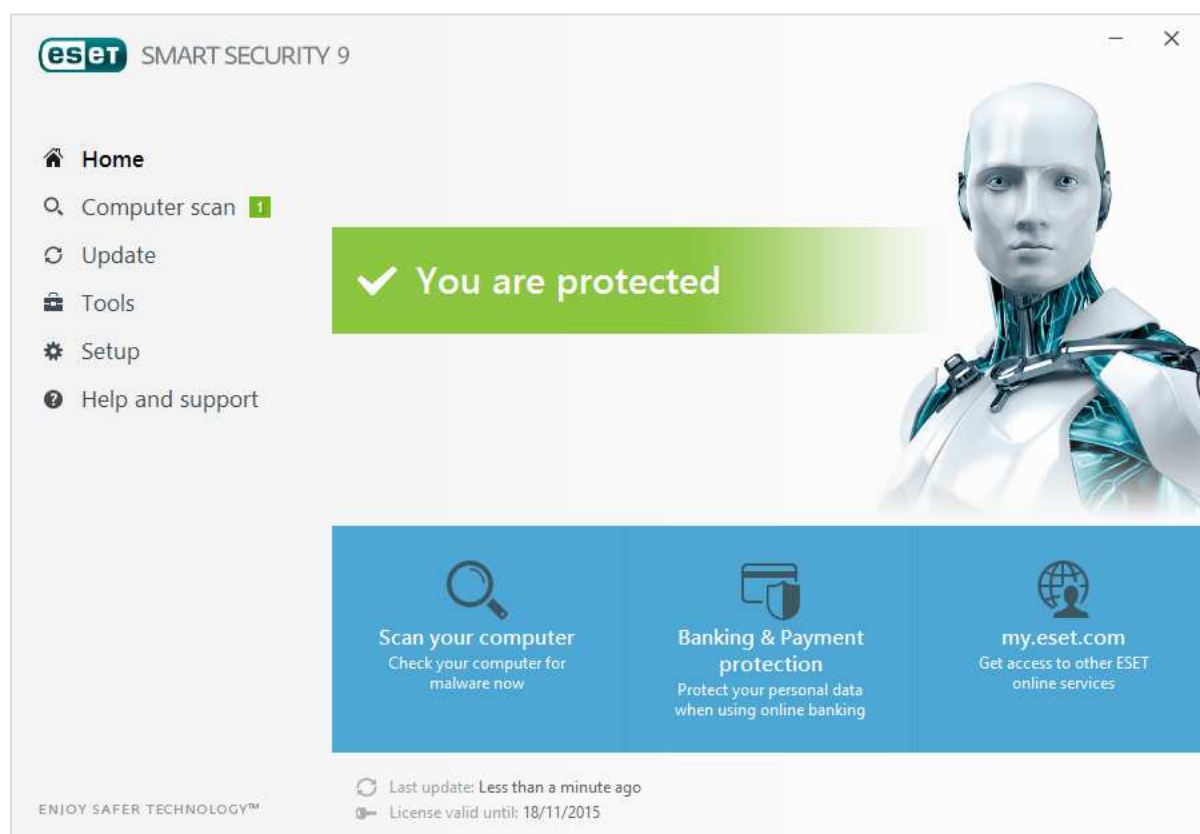 eset SMART SECURITY 9
Home
Computer scan 1
Update
Tools
Setup
Help and support
You are protected
Scan your computer
Check your computer for
malware now
Banking & Payment
protection
Protect your personal data
when using online banking
my.eset.com
Get access to other ESET
online services
Last update: Less than a minute ago
License valid until: 18/11/2015
ENJOY SAFER TECHNOLOGY™